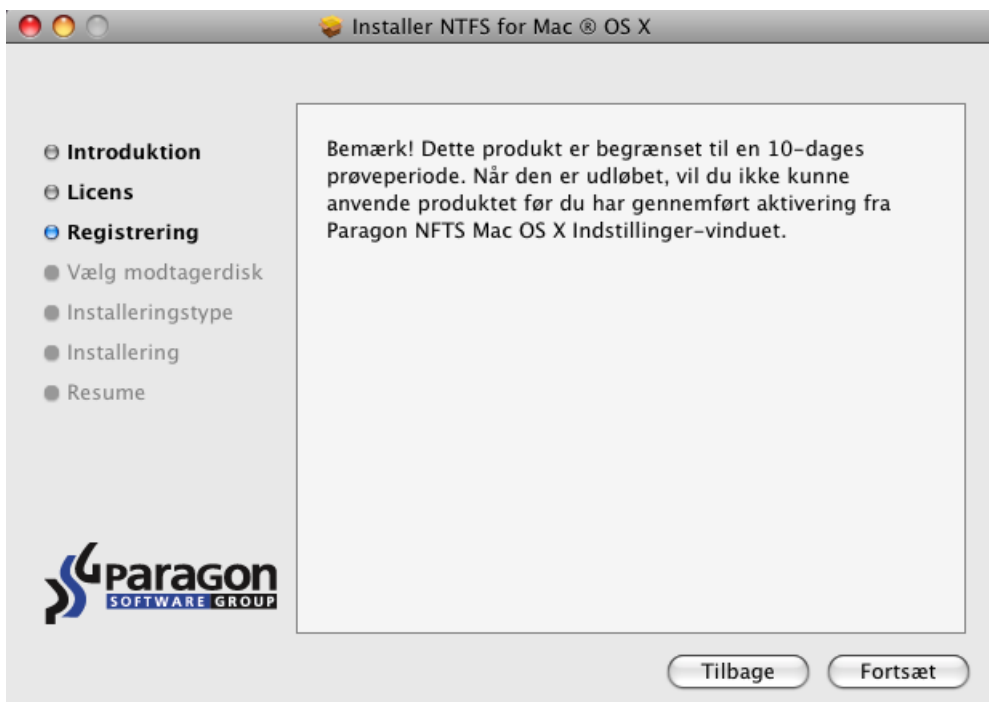 Installer NTFS for Mac ® OS X
Introduktion
Licens
Registrering
Vælg modtagerdisk
Installeringstype
Installering
Resume
Bemærk! Dette produkt er begrænset til en 10-dages
prøveperiode. Når den er udløbet, vil du ikke kunne
anvende produktet før du har gennemført aktivering fra
Paragon NFTS Mac OS X Indstillinger-vinduet.
Paragon
SOFTWARE GROUP
Tilbage
Fortsæt